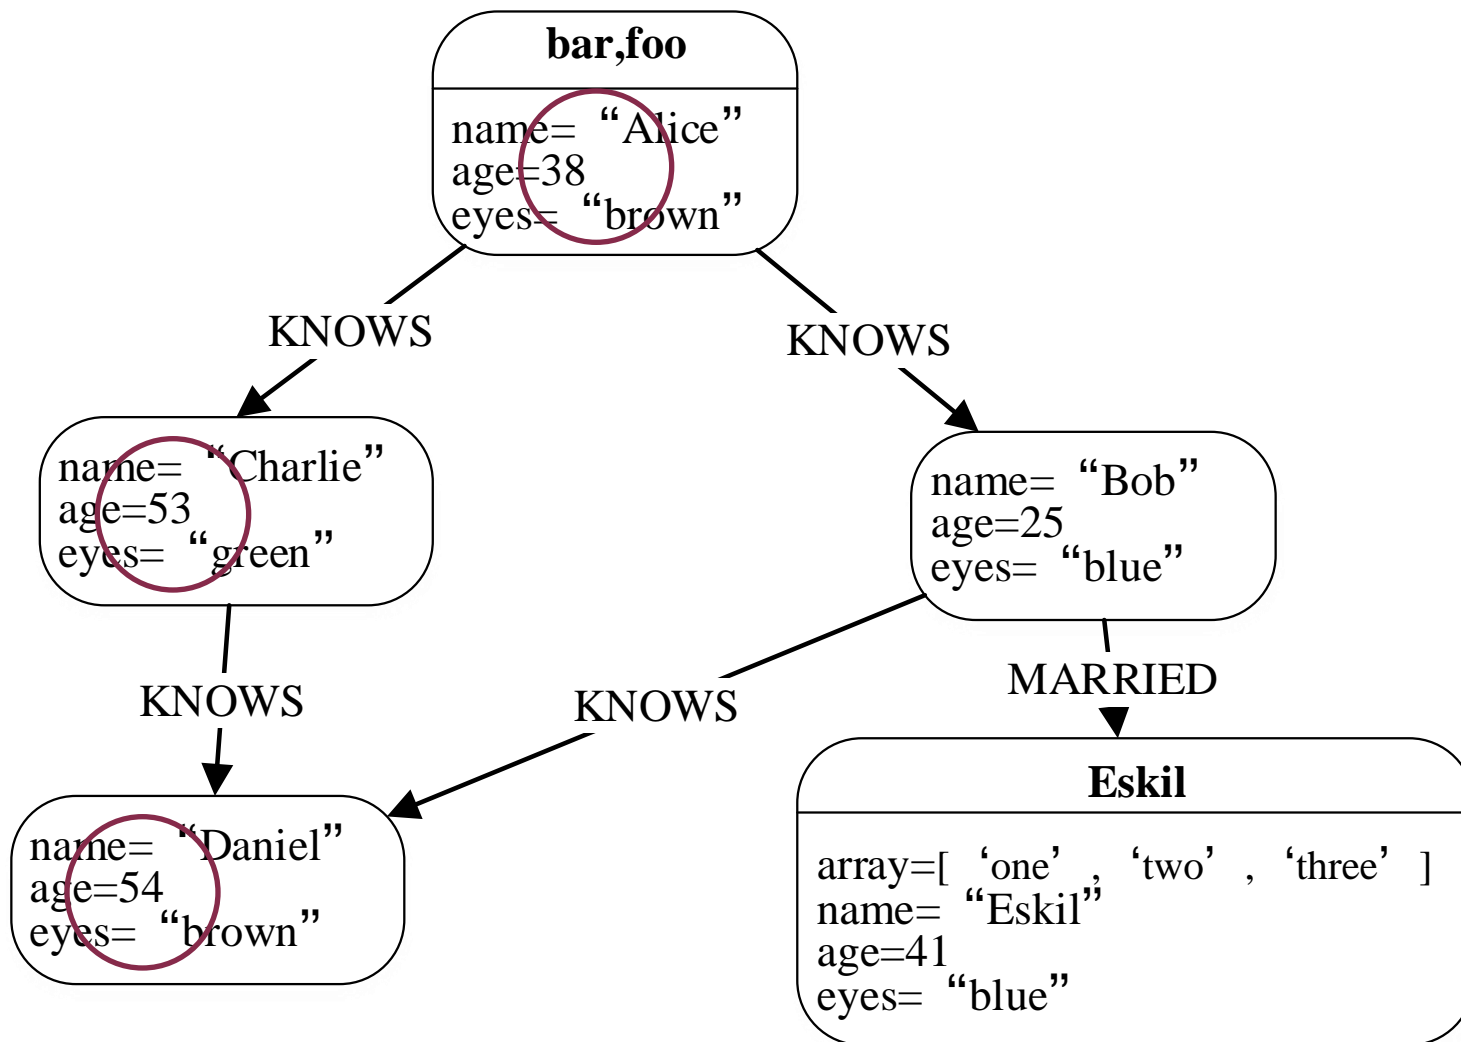 bar,foo
name= “Alice”
age=38
eyes= “brown”
KNOWS
KNOWS
name= “Charlie”
age=53
eyes= “green”
name= “Bob”
age=25
eyes= “blue”
KNOWS
KNOWS
MARRIED
name= “Daniel”
age=54
eyes= “brown”
Eskil
array=[ ‘one’ , ‘two’ , ‘three’ ]
name= “Eskil”
age=41
eyes= “blue”